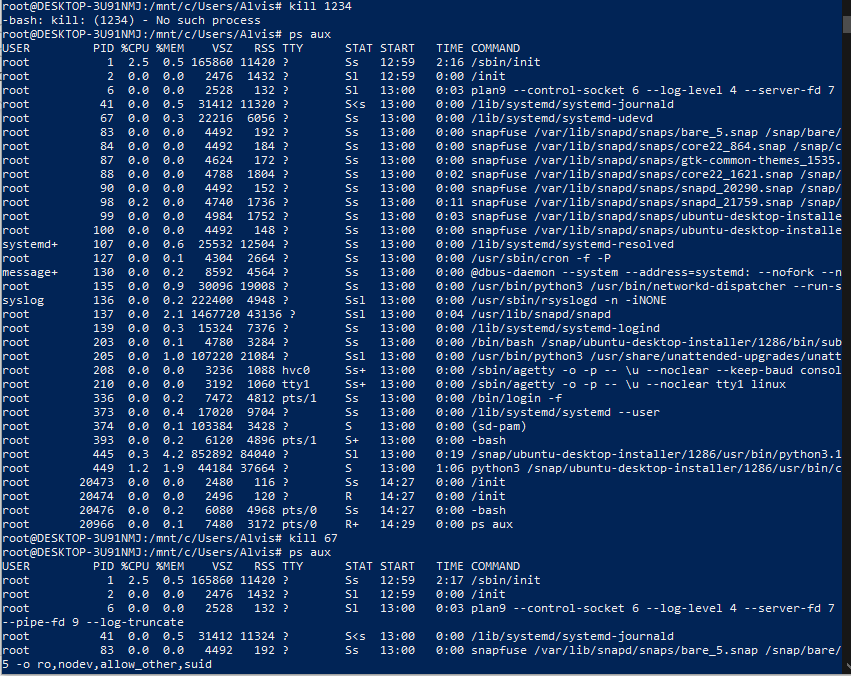 root@DESKTOP-3U91NMJ:/mnt/c/Users/Alvis# kill 1234
-bash: kill: (1234) - No such process
root@DESKTOP-3U91NMJ:/mnt/c/Users/Alvis# ps aux
USER PID %CPU %MEM VSZ RSS TTY STAT START TIME COMMAND
root 1 2.5 0.5 165860 11420 ? Ss 12:59 2:16 /sbin/init
root 2 0.0 0.0 2476 1432 ? Sl 12:59 0:00 /init
root 6 0.0 0.0 2528 132 ? Sl 13:00 0:03 plan9 --control-socket 6 --log-level 4 --server-fd 7
root 41 0.0 0.5 31412 11320 ? S<s 13:00 0:00 /lib/systemd/systemd-journald
root 67 0.0 0.3 22216 6056 ? Ss 13:00 0:00 /lib/systemd/systemd-udevd
root 83 0.0 0.0 4492 192 ? Ss 13:00 0:00 snapfuse /var/lib/snapd/snaps/bare_5.snap /snap/bare/
root 84 0.0 0.0 4492 184 ? Ss 13:00 0:00 snapfuse /var/lib/snapd/snaps/core22_864.snap /snap/c
root 87 0.0 0.0 4624 172 ? Ss 13:00 0:00 snapfuse /var/lib/snapd/snaps/gtk-common-themes_1535.
root 88 0.0 0.0 4788 1804 ? Ss 13:00 0:02 snapfuse /var/lib/snapd/snaps/core22_1621.snap /snap/
root 90 0.0 0.0 4492 152 ? Ss 13:00 0:00 snapfuse /var/lib/snapd/snaps/snapd_20290.snap /snap/
root 98 0.2 0.0 4740 1736 ? Ss 13:00 0:11 snapfuse /var/lib/snapd/snaps/snapd_21759.snap /snap/
root 99 0.0 0.0 4984 1752 ? Ss 13:00 0:03 snapfuse /var/lib/snapd/snaps/ubuntu-desktop-installe
root 100 0.0 0.0 4492 148 ? Ss 13:00 0:00 snapfuse /var/lib/snapd/snaps/ubuntu-desktop-installe
systemd+ 107 0.0 0.6 25532 12504 ? Ss 13:00 0:00 /lib/systemd/systemd-resolved
root 127 0.0 0.1 4304 2664 ? Ss 13:00 0:00 /usr/sbin/cron -f -P
message+ 130 0.0 0.2 8592 4564 ? Ss 13:00 0:00 @dbus-daemon --system --address=systemd: --nofork --n
root 135 0.0 0.9 30096 19008 ? Ss 13:00 0:00 /usr/bin/python3 /usr/bin/networkd-dispatcher --run-s
syslog 136 0.0 0.2 222400 4948 ? Ssl 13:00 0:00 /usr/sbin/rsyslogd -n -iNONE
root 137 0.0 2.1 1467720 43136 ? Ssl 13:00 0:04 /usr/lib/snapd/snapd
root 139 0.0 0.3 15324 7376 ? Ss 13:00 0:00 /lib/systemd/systemd-logind
root 203 0.0 0.1 4780 3284 ? Ss 13:00 0:00 /bin/bash /snap/ubuntu-desktop-installer/1286/bin/sub
root 205 0.0 1.0 107220 21084 ? Ssl 13:00 0:00 /usr/bin/python3 /usr/share/unattended-upgrades/unatt
root 208 0.0 0.0 3236 1088 hvc0 Ss+ 13:00 0:00 /sbin/agetty -o -p -- \u --noclear --keep-baud consol
root 210 0.0 0.0 3192 1060 tty1 Ss+ 13:00 0:00 /sbin/agetty -o -p -- \u --noclear tty1 linux
root 336 0.0 0.2 7472 4812 pts/1 Ss 13:00 0:00 /bin/login -f
root 373 0.0 0.4 17020 9704 ? Ss 13:00 0:00 /lib/systemd/systemd --user
root 374 0.0 0.1 103384 3428 ? S 13:00 0:00 (sd-pam)
root 393 0.0 0.2 6120 4896 pts/1 S+ 13:00 0:00 -bash
root 445 0.3 4.2 852892 84040 ? Sl 13:00 0:19 /snap/ubuntu-desktop-installer/1286/usr/bin/python3.1
root 449 1.2 1.9 44184 37664 ? S 13:00 1:06 python3 /snap/ubuntu-desktop-installer/1286/usr/bin/c
root 20473 0.0 0.0 2480 116 ? Ss 14:27 0:00 /init
root 20474 0.0 0.0 2496 120 ? R 14:27 0:00 /init
root 20476 0.0 0.2 6080 4968 pts/0 Ss 14:27 0:00 -bash
root 20966 0.0 0.1 7480 3172 pts/0 R+ 14:29 0:00 ps aux
root@DESKTOP-3U91NMJ:/mnt/c/Users/Alvis# kill 67
root@DESKTOP-3U91NMJ:/mnt/c/Users/Alvis# ps aux
USER PID %CPU %MEM VSZ RSS TTY STAT START TIME COMMAND
root 1 2.5 0.5 165860 11420 ? Ss 12:59 2:17 /sbin/init
root 2 0.0 0.0 2476 1432 ? Sl 12:59 0:00 /init
root 6 0.0 0.0 2528 132 ? Sl 13:00 0:03 plan9 --control-socket 6 --log-level 4 --server-fd 7
--pipe-fd 9 --log-truncate
root 41 0.0 0.5 31412 11324 ? S<s 13:00 0:00 /lib/systemd/systemd-journald
root 83 0.0 0.0 4492 192 ? Ss 13:00 0:00 snapfuse /var/lib/snapd/snaps/bare_5.snap /snap/bare/
5 -o ro,nodev,allow_other,suid